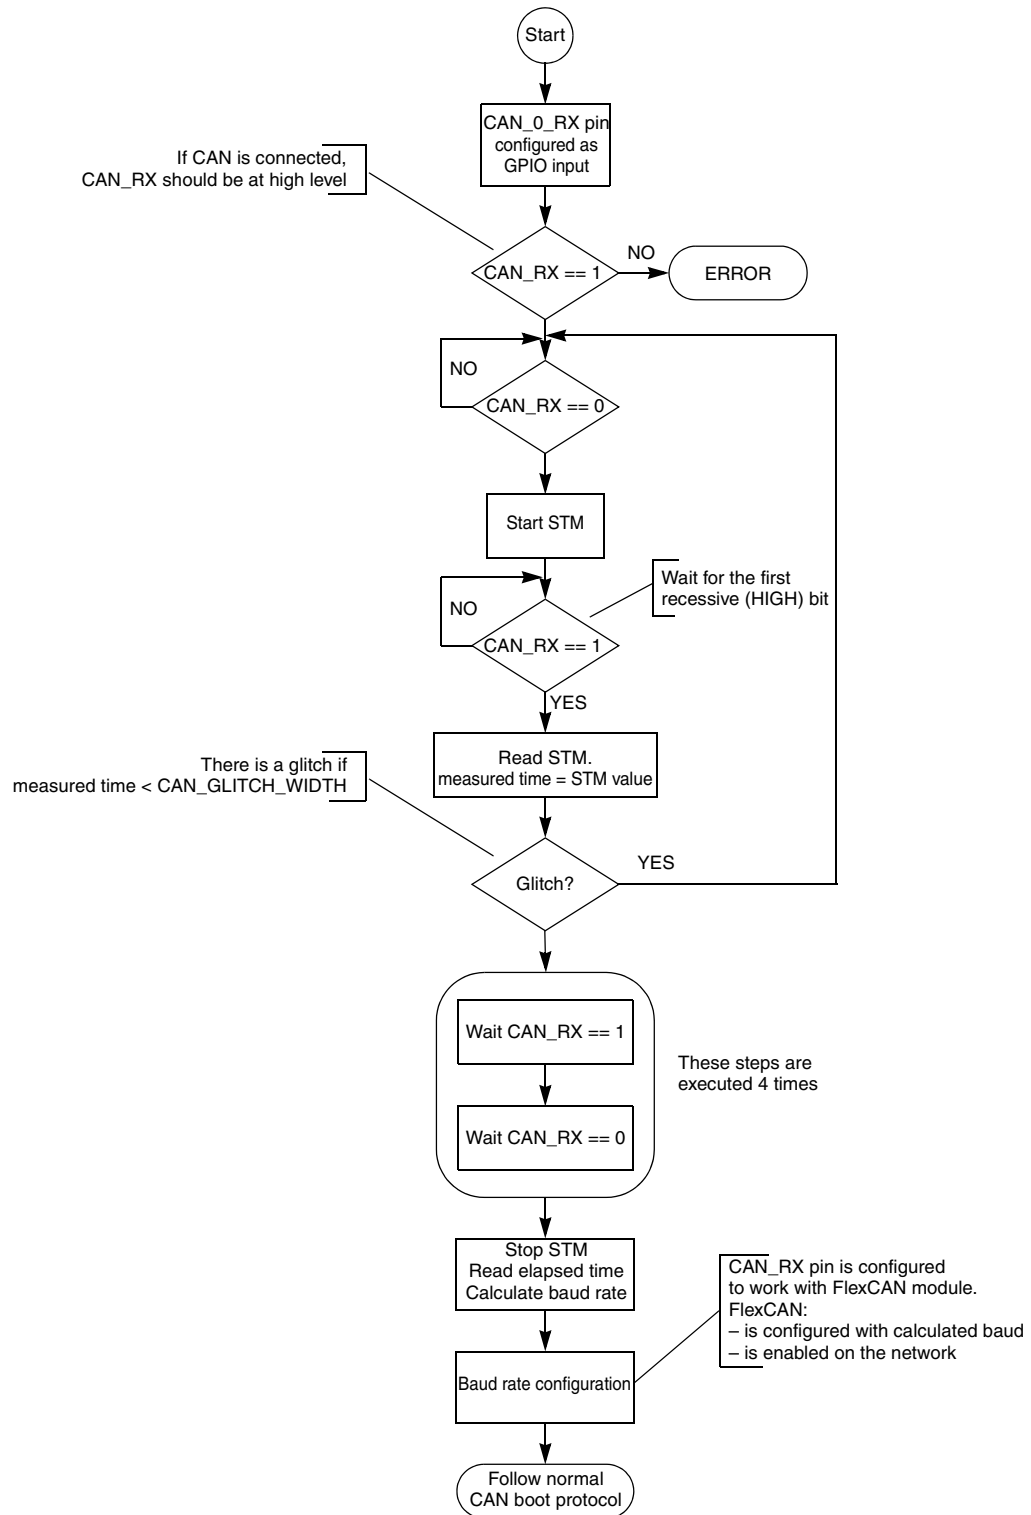 Start
CAN_0_RX pin
configured as
GPIO input
If CAN is connected,
CAN_RX should be at high level
CAN_RX == 1
NO
ERROR
NO
CAN_RX == 0
Start STM
Wait for the first
recessive (HIGH) bit
NO
CAN_RX == 1
YES
Read STM.
measured time = STM value
There is a glitch if
measured time < CAN_GLITCH_WIDTH
Glitch?
YES
Wait CAN_RX == 1
Wait CAN_RX == 0
These steps are
executed 4 times
Stop STM
Read elapsed time
Calculate baud rate
CAN_RX pin is configured
to work with FlexCAN module.
FlexCAN:
– is configured with calculated baud
– is enabled on the network
Baud rate configuration
Follow normal
CAN boot protocol